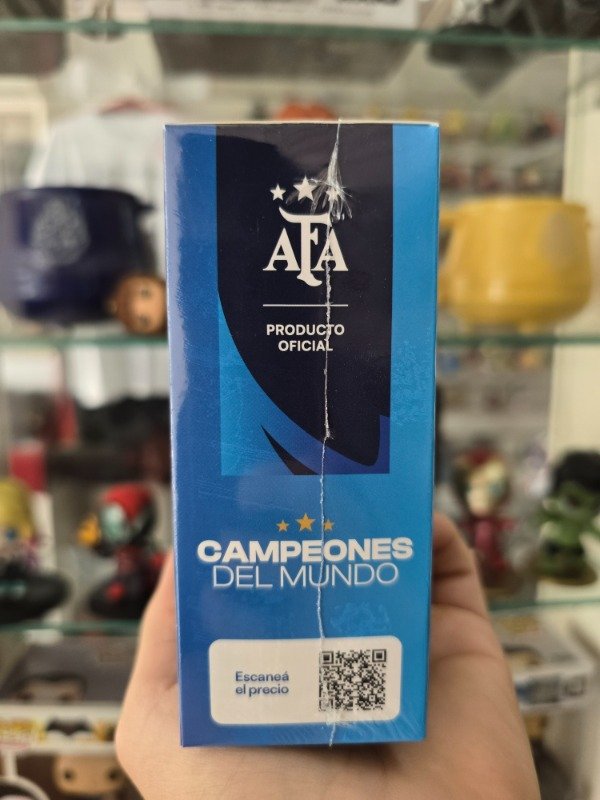 AFA
PRODUCTO
OFICIAL
CAMPEONES
DEL MUNDO
Escaneá
el precio